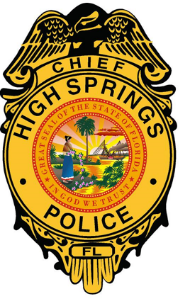 CHIEF
HIGH SPRINGS
GREAT SEAL OF THE STATE OF FLORIDA
IN GOD WE TRUST
POLICE
FL